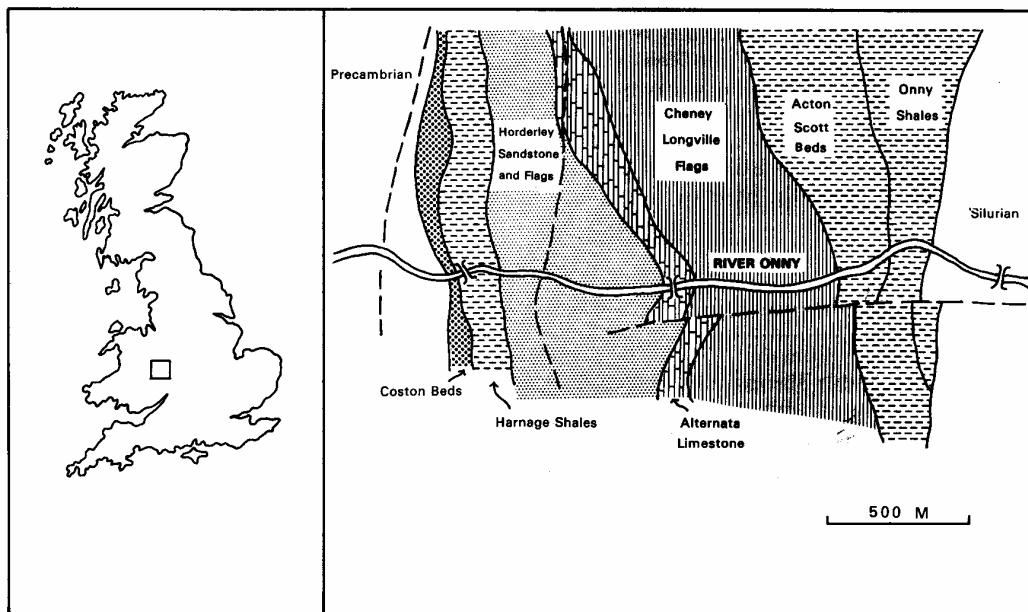 Precambrian
Horderley
Sandstone
and Flags
Cheney
Longville
Flags
Acton
Scott
Beds
Onny
Shales
Silurian
RIVER ONNY
Coston Beds
Harnage Shales
Alternata
Limestone
500 M